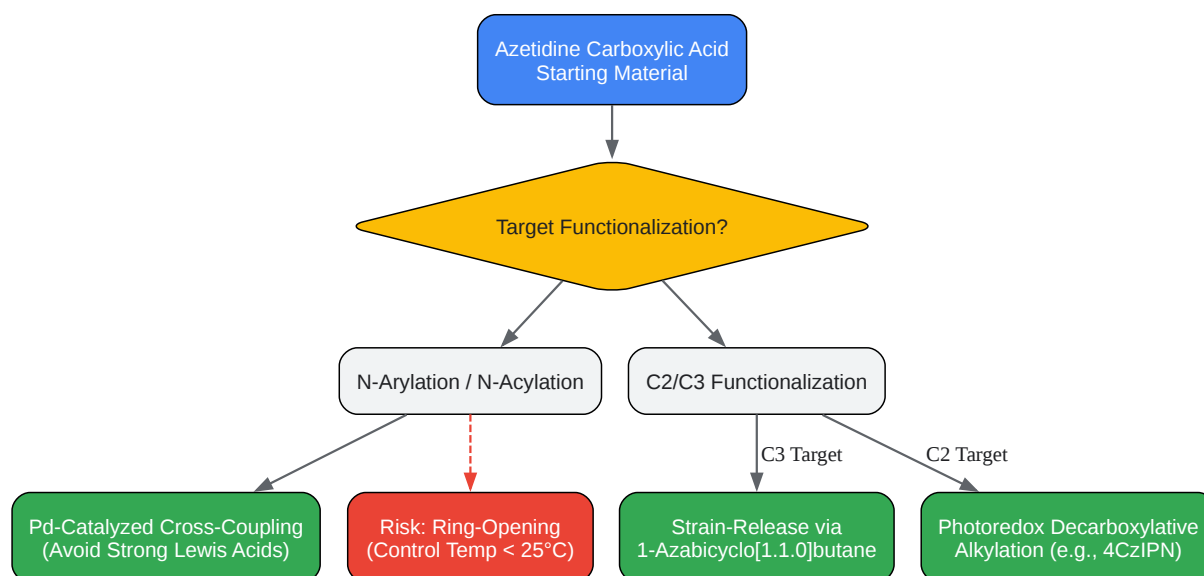 Azetidine Carboxylic Acid
Starting Material
Target Functionalization?
N-Arylation / N-Acylation
C2/C3 Functionalization
C3 Target
C2 Target
Pd-Catalyzed Cross-Coupling
(Avoid Strong Lewis Acids)
Risk: Ring-Opening
(Control Temp < 25°C)
Strain-Release via
1-Azabicyclo[1.1.0]butane
Photoredox Decarboxylative
Alkylation (e.g., 4CzIPN)